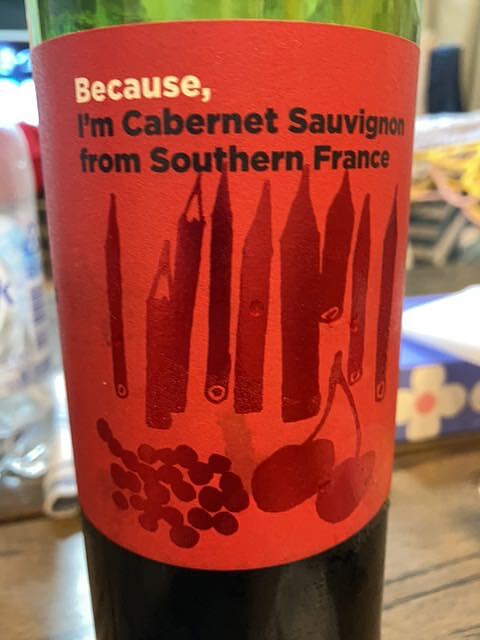 Because,
I'm Cabernet Sauvignon
from Southern France